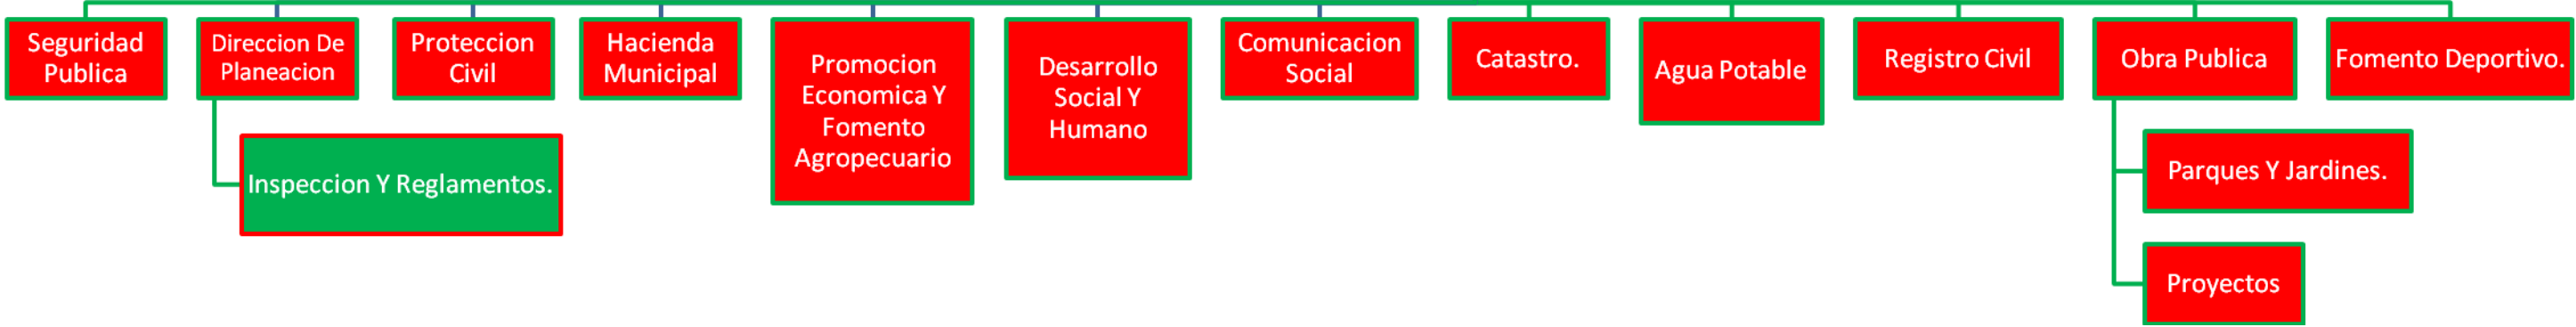 Seguridad
Publica
Direccion De
Planeacion
Proteccion
Civil
Hacienda
Municipal
Promocion
Economica Y
Fomento
Agropecuario
Desarrollo
Social Y
Humano
Comunicacion
Social
Catastro.
Agua Potable
Registro Civil
Obra Publica
Fomento Deportivo.
Inspeccion Y Reglamentos.
Parques Y Jardines.
Proyectos